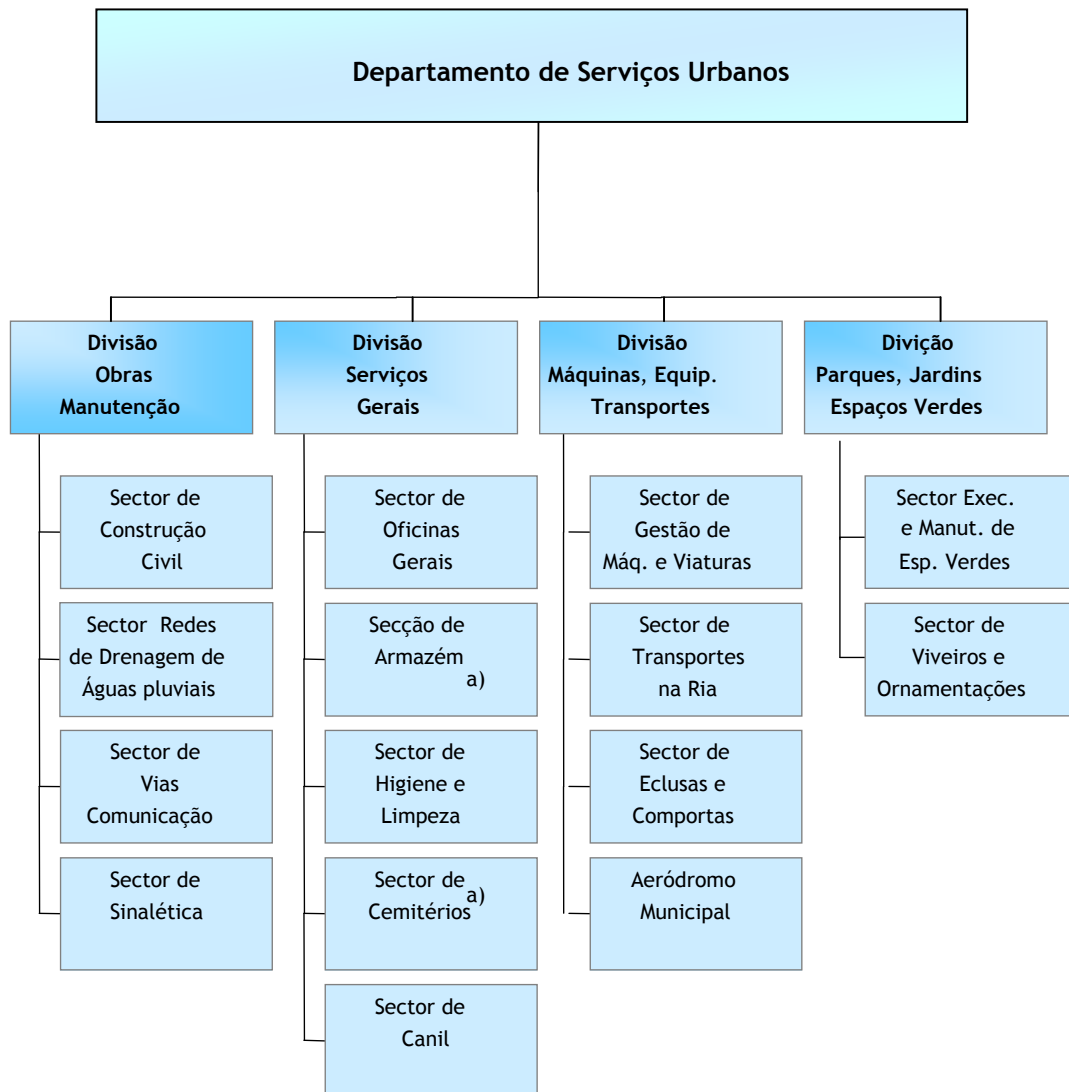 Departamento de Serviços Urbanos
Divisão
Obras
Manutenção
Divisão
Serviços
Gerais
Divisão
Máquinas, Equip.
Transportes
Divição
Parques, Jardins
Espaços Verdes
Sector de
Construção
Civil
Sector Redes
de Drenagem de
Águas pluviais
Sector de
Vias
Comunicação
Sector de
Sinalética
Sector de
Oficinas
Gerais
Secção de
Armazém
a)
Sector de
Higiene e
Limpeza
Sector de
Cemitérios a)
Sector de
Canil
Sector de
Gestão de
Máq. e Viaturas
Sector de
Transportes
na Ria
Sector de
Eclusas e
Comportas
Aeródromo
Municipal
Sector Exec.
e Manut. de
Esp. Verdes
Sector de
Viveiros e
Ornamentações